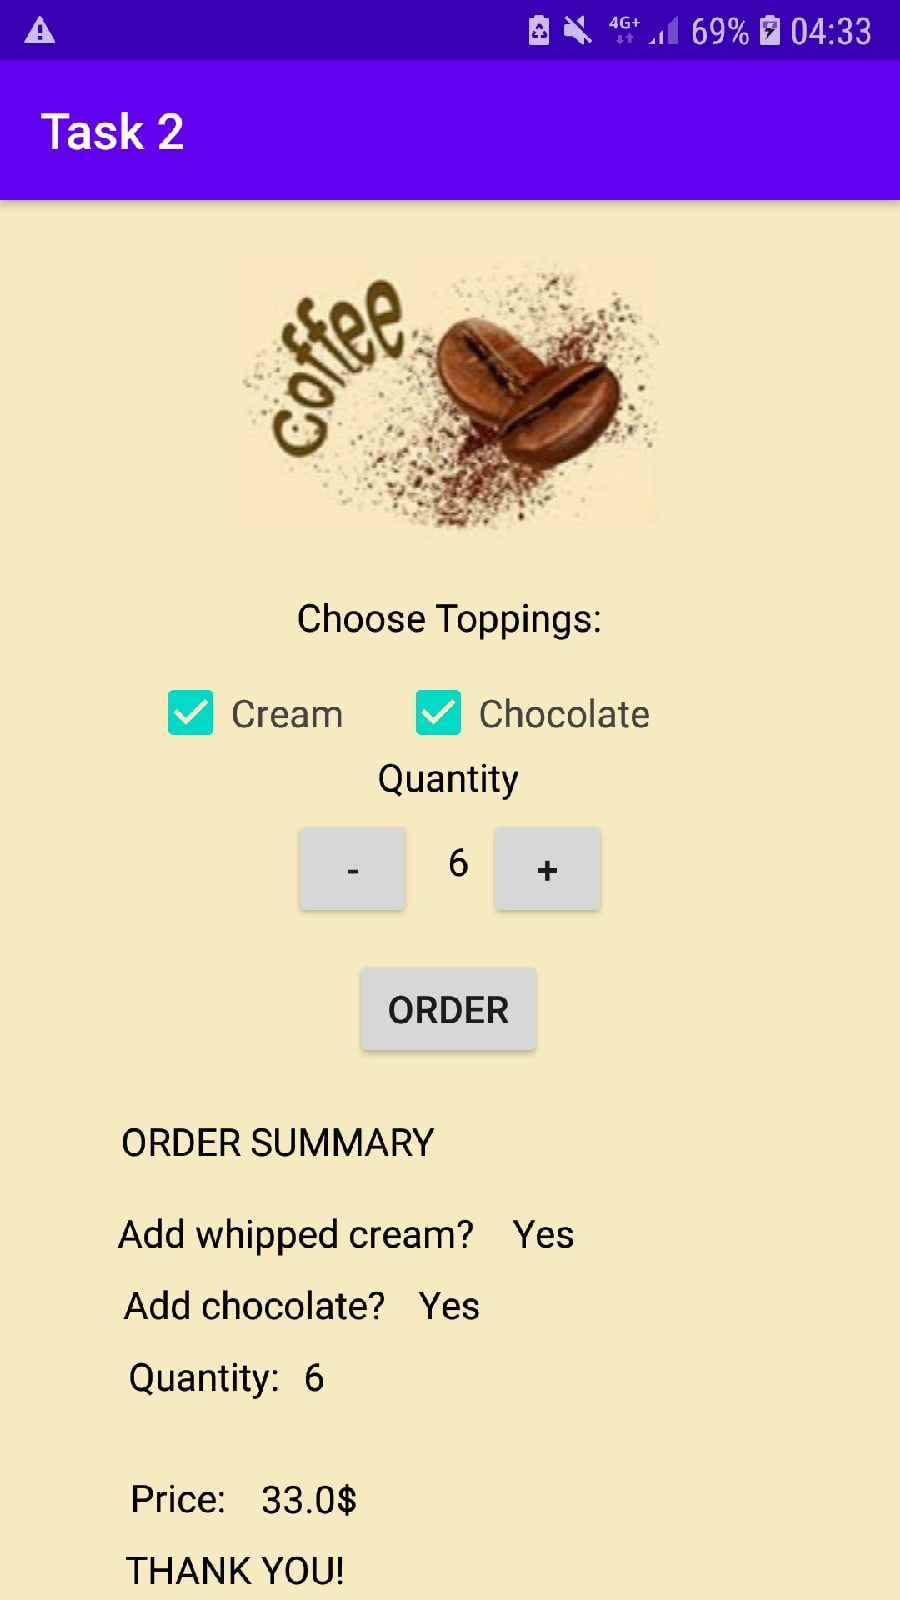 4G+ 69% 04:33
Task 2
Coffee
Choose Toppings:
Cream Chocolate
Quantity
- 6 +
ORDER
ORDER SUMMARY
Add whipped cream? Yes
Add chocolate? Yes
Quantity: 6
Price: 33.0$
THANK YOU!